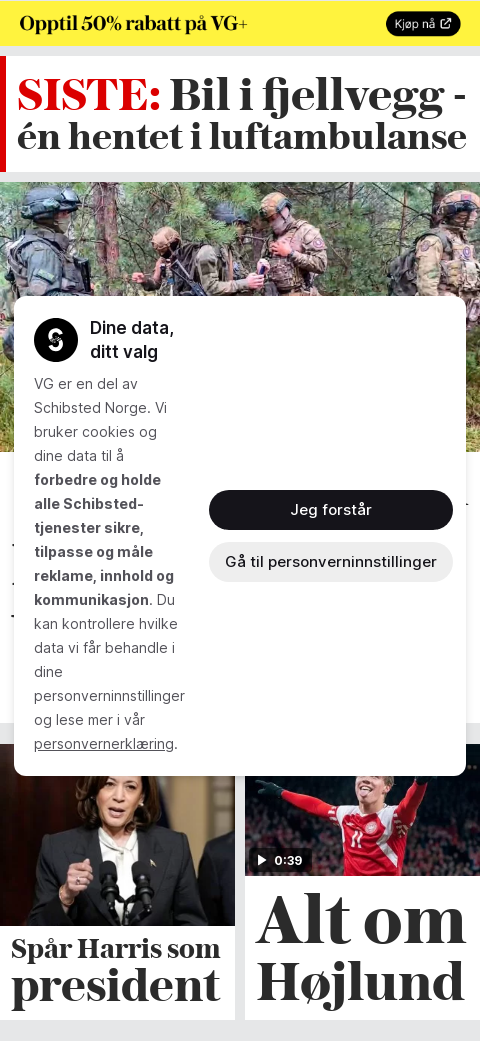 Opptil 50% rabatt på VG+
Kjøp nå
SISTE: Bil i fjellvegg -
én hentet i luftambulanse
Dine data,
ditt valg
VG er en del av
Schibsted Norge. Vi
bruker cookies og
dine data til å
forbedre og holde
alle Schibsted-
tjenester sikre,
tilpasse og måle
reklame, innhold og
kommunikasjon. Du
kan kontrollere hvilke
data vi får behandle i
dine
personverninnstillinger
og lese mer i vår
personvernerklæring.
Jeg forstår
Gå til personverninnstillinger
0:39
Spår Harris som
president
Alt om
Højlund